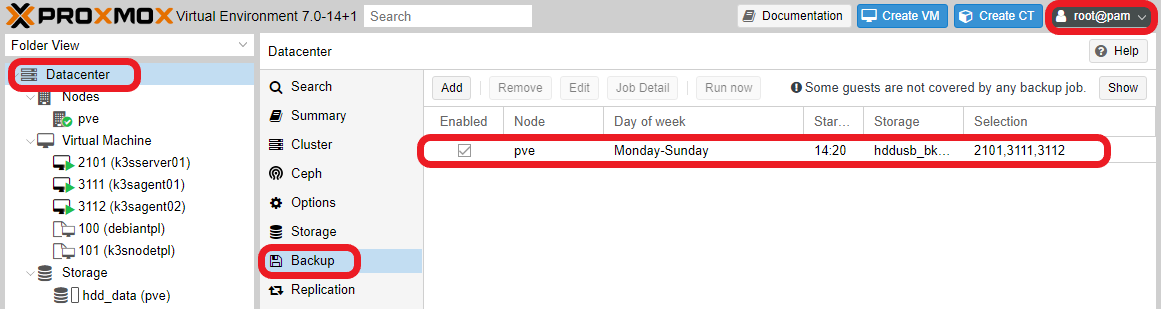 PROXMOX Virtual Environment 7.0-14+1 Search Documentation Create VM Create CT root@pam
Folder View
Datacenter
Nodes
pve
Virtual Machine
2101 (k3sserver01)
3111 (k3sagent01)
3112 (k3sagent02)
100 (debiantpl)
101 (k3snodetpl)
Storage
hdd_data (pve)
Datacenter Help
Search
Summary
Cluster
Ceph
Options
Storage
Backup
Replication
Add Remove Edit Job Detail Run now Some guests are not covered by any backup job. Show
Enabled Node Day of week Star... Storage Selection
pve Monday-Sunday 14:20 hddusb_bk... 2101,3111,3112